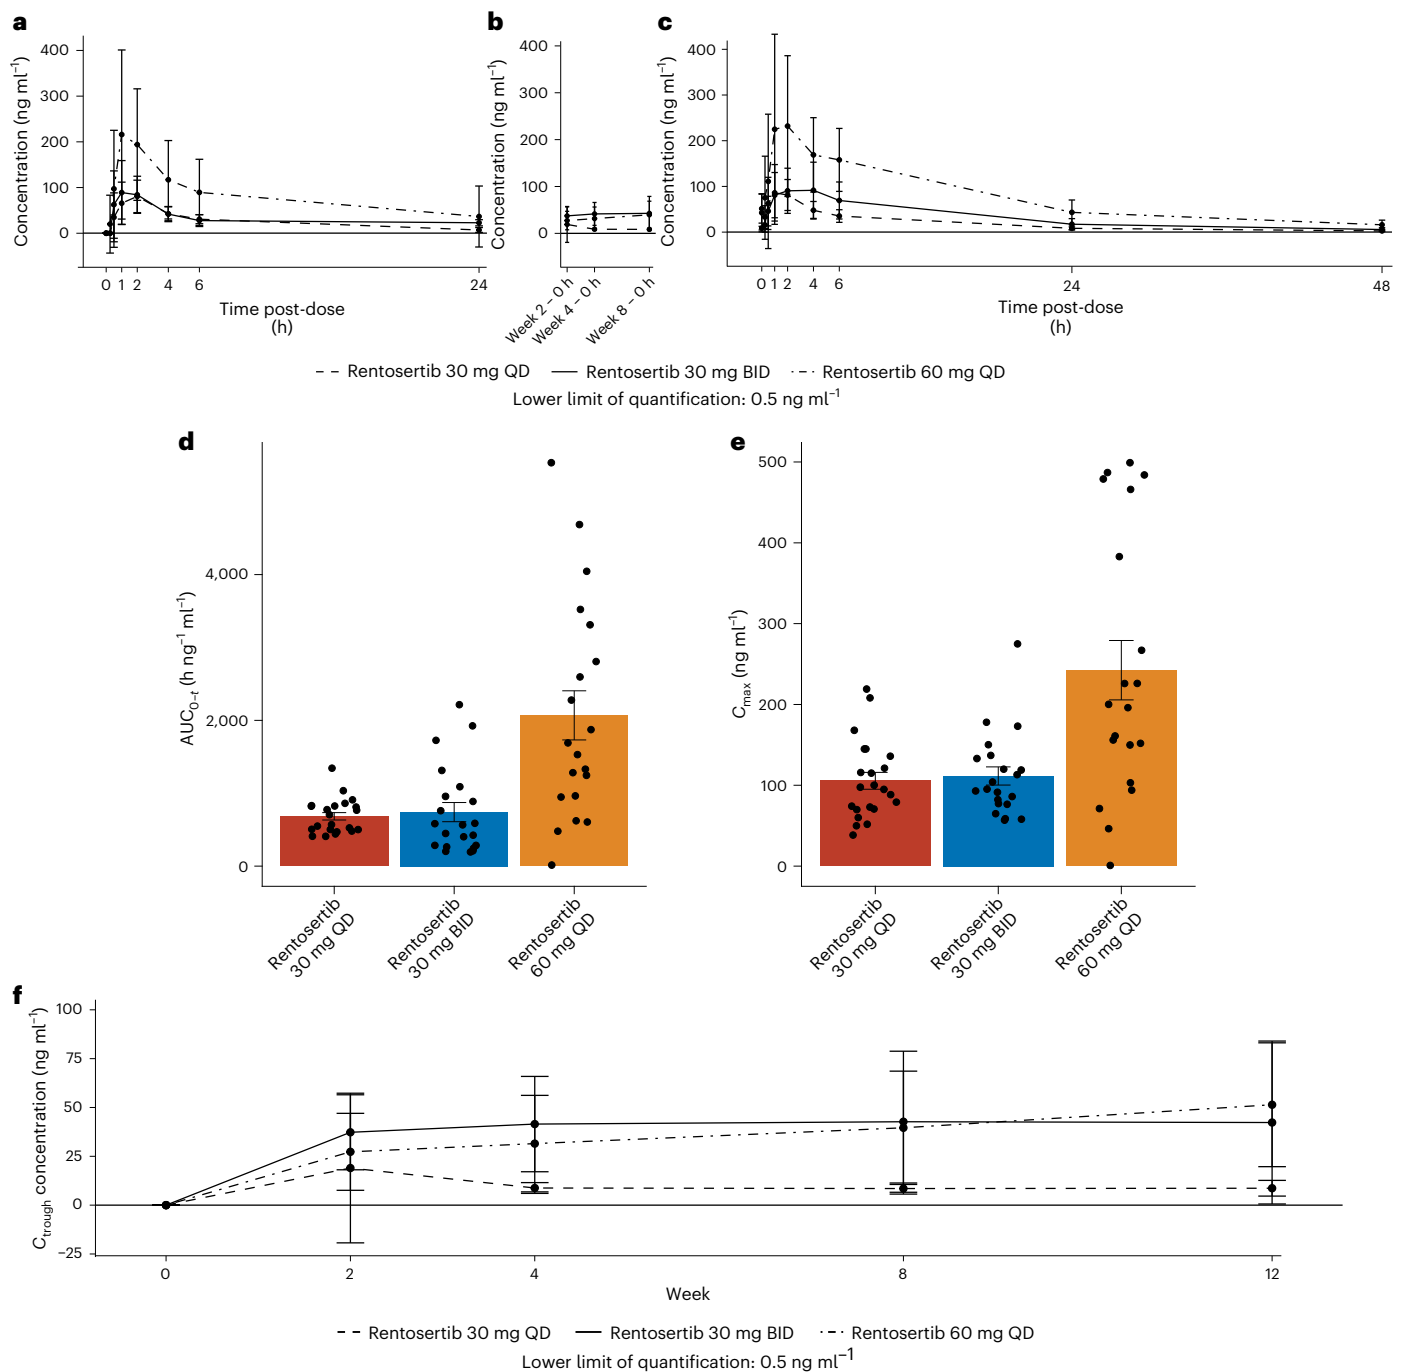 a
b
c
Concentration (ng ml⁻¹)
400
300
200
100
0
0 1 2 4 6 24
Time post-dose
(h)
Concentration (ng ml⁻¹)
400
300
200
100
0
Week 2 – 0 h
Week 4 – 0 h
Week 8 – 0 h
Concentration (ng ml⁻¹)
400
300
200
100
0
0 1 2 4 6 24 48
Time post-dose
(h)
Rentosertib 30 mg QD Rentosertib 30 mg BID Rentosertib 60 mg QD
Lower limit of quantification: 0.5 ng ml⁻¹
d
AUC₀₋ₜ (h ng⁻¹ ml⁻¹)
4,000
2,000
0
Rentosertib
30 mg QD
Rentosertib
30 mg BID
Rentosertib
60 mg QD
e
Cmax (ng ml⁻¹)
500
400
300
200
100
0
Rentosertib
30 mg QD
Rentosertib
30 mg BID
Rentosertib
60 mg QD
f
Ctrough concentration (ng ml⁻¹)
100
75
50
25
0
−25
0 2 4 8 12
Week
Rentosertib 30 mg QD Rentosertib 30 mg BID Rentosertib 60 mg QD
Lower limit of quantification: 0.5 ng ml⁻¹